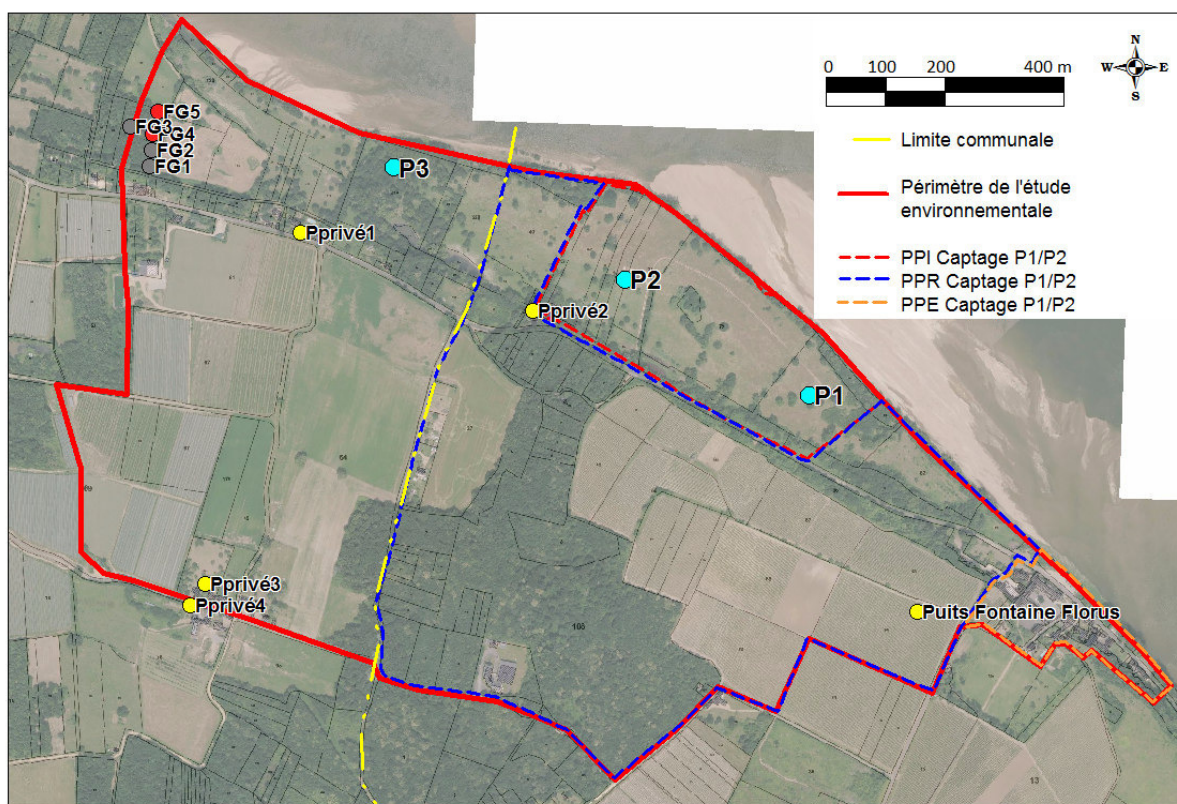 N
W E
S
0 100 200 400 m
Limite communale
Périmètre de l'étude
environnementale
PPI Captage P1/P2
PPR Captage P1/P2
PPE Captage P1/P2
FG5
FG3
FG4
FG2
FG1
P3
Pprivé1
P2
Pprivé2
P1
Pprivé3
Pprivé4
Puits Fontaine Florus